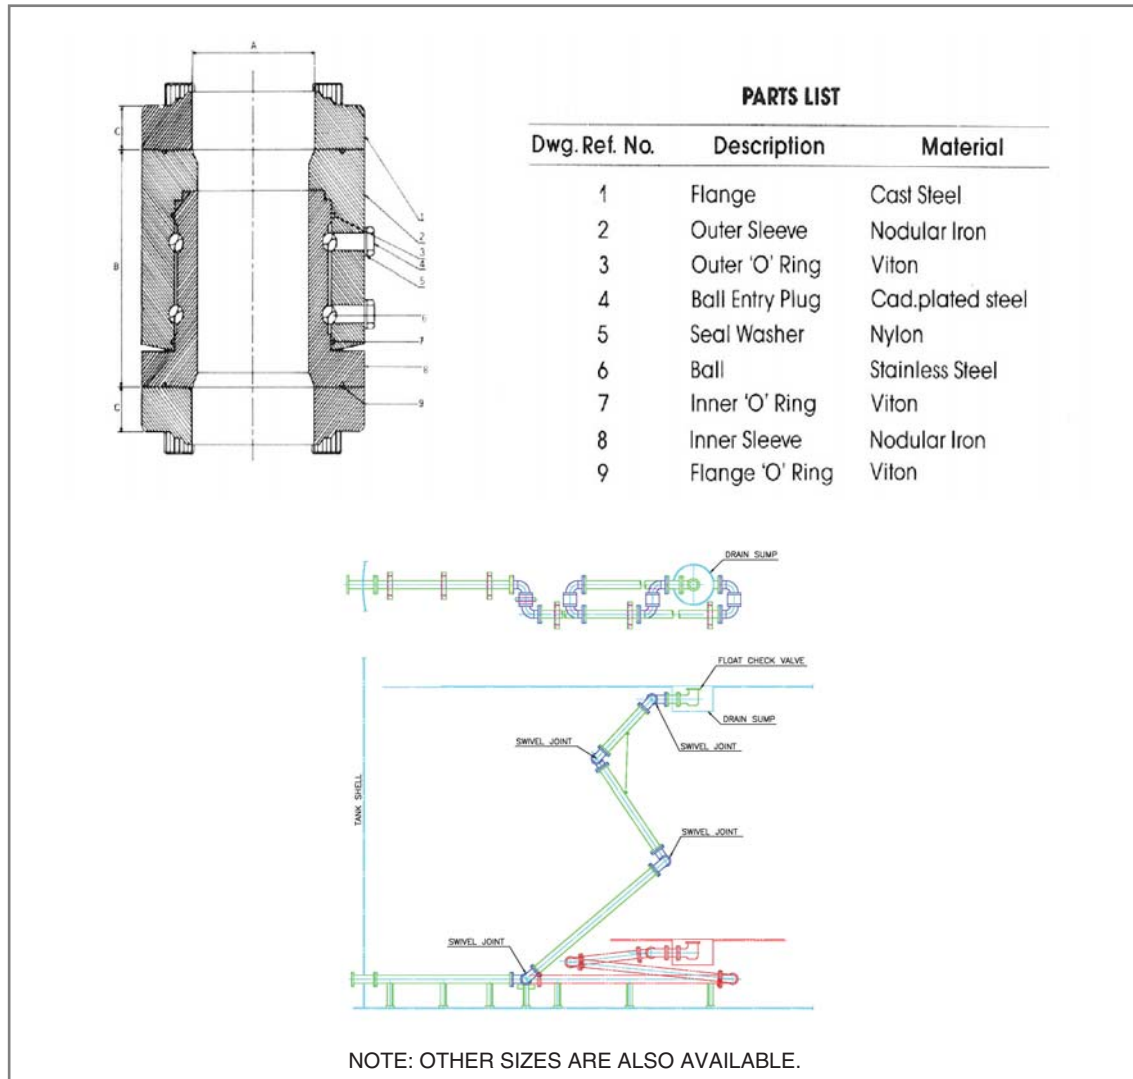 A
C
B
C
1
2
3
4
5
6
7
8
9
PARTS LIST
Dwg. Ref. No. Description Material
1 Flange Cast Steel
2 Outer Sleeve Nodular Iron
3 Outer ‘O’ Ring Viton
4 Ball Entry Plug Cad.plated steel
5 Seal Washer Nylon
6 Ball Stainless Steel
7 Inner ‘O’ Ring Viton
8 Inner Sleeve Nodular Iron
9 Flange ‘O’ Ring Viton
DRAIN SUMP
FLOAT CHECK VALVE
DRAIN SUMP
SWIVEL JOINT
SWIVEL JOINT
TANK SHELL
SWIVEL JOINT
SWIVEL JOINT
NOTE: OTHER SIZES ARE ALSO AVAILABLE.